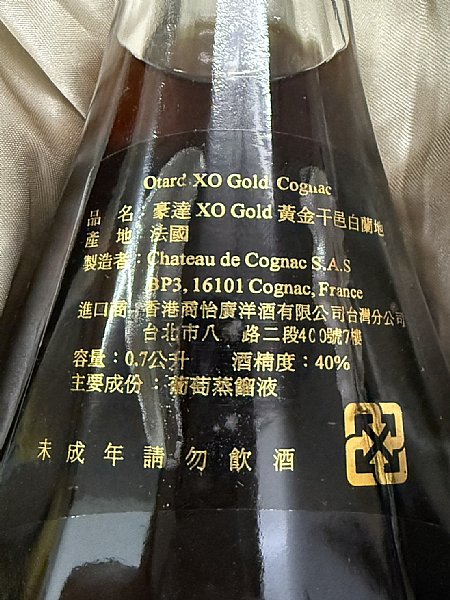 Otard XO Gold Cognac
品名：豪達 XO Gold 黃金干邑白蘭地
產地：法國
製造者：Chateau de Cognac S.A.S
BP3, 16101 Cognac, France
進口商：香港商怡廣洋酒有限公司台灣分公司
台北市八 路二段400號7樓
容量：0.7公升 酒精度：40%
主要成份：葡萄蒸餾液
未成年請勿飲酒